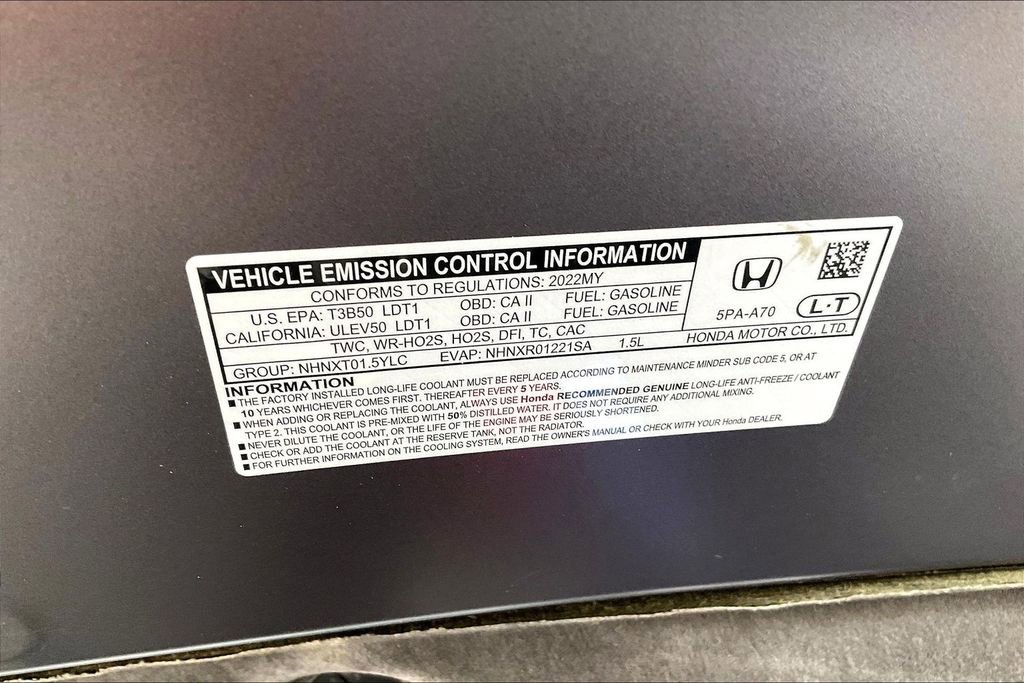 VEHICLE EMISSION CONTROL INFORMATION
CONFORMS TO REGULATIONS: 2022MY
U.S. EPA: T3B50 LDT1 OBD: CA II FUEL: GASOLINE
CALIFORNIA: ULEV50 LDT1 OBD: CA II FUEL: GASOLINE
TWC, WR-HO2S, HO2S, DFI, TC, CAC
GROUP: NHNXT01.5YLC EVAP: NHNXR01221SA 1.5L
5PA-A70
L·T
HONDA MOTOR CO., LTD.
INFORMATION
■ THE FACTORY INSTALLED LONG-LIFE COOLANT MUST BE REPLACED ACCORDING TO MAINTENANCE MINDER SUB CODE 5, OR AT
10 YEARS WHICHEVER COMES FIRST. THEREAFTER EVERY 5 YEARS.
■ WHEN ADDING OR REPLACING THE COOLANT, ALWAYS USE Honda RECOMMENDED GENUINE LONG-LIFE ANTI-FREEZE / COOLANT
TYPE 2. THIS COOLANT IS PRE-MIXED WITH 50% DISTILLED WATER. IT DOES NOT REQUIRE ANY ADDITIONAL MIXING.
■ NEVER DILUTE THE COOLANT, OR THE LIFE OF THE ENGINE MAY BE SERIOUSLY SHORTENED.
■ CHECK OR ADD THE COOLANT AT THE RESERVE TANK, NOT THE RADIATOR.
■ FOR FURTHER INFORMATION ON THE COOLING SYSTEM, READ THE OWNER'S MANUAL OR CHECK WITH YOUR Honda DEALER.